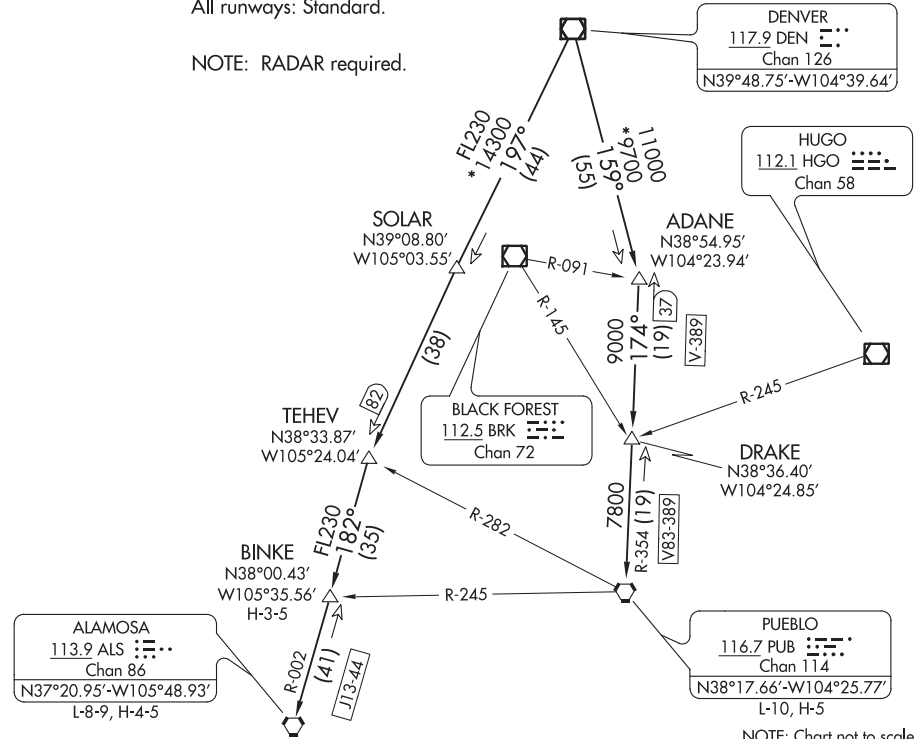 All runways: Standard.
NOTE: RADAR required.
DENVER
117.9 DEN
Chan 126
N39°48.75′-W104°39.64′
HUGO
112.1 HGO
Chan 58
FL230
*14300
197°
(44)
11000
*9700
159°
(55)
SOLAR
N39°08.80′
W105°03.55′
ADANE
N38°54.95′
W104°23.94′
R-091
R-145
37
9000
174°
(19)
V-389
(38)
R-245
82
BLACK FOREST
112.5 BRK
Chan 72
TEHEV
N38°33.87′
W105°24.04′
DRAKE
N38°36.40′
W104°24.85′
7800
R-354 (19)
V83-389
R-282
FL230
182°
(35)
BINKE
N38°00.43′
W105°35.56′
H-3-5
R-245
ALAMOSA
113.9 ALS
Chan 86
N37°20.95′-W105°48.93′
L-8-9, H-4-5
R-002
(41)
J13-44
PUEBLO
116.7 PUB
Chan 114
N38°17.66′-W104°25.77′
L-10, H-5
NOTE: Chart not to scale